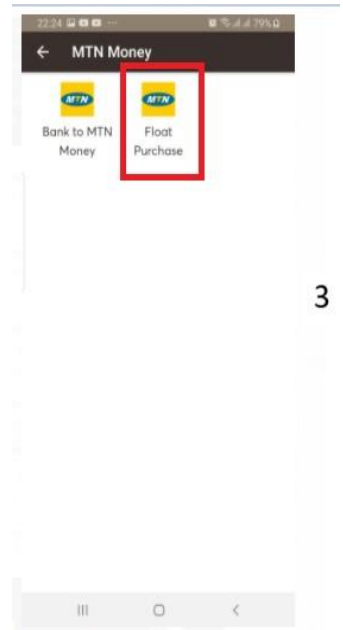 22:24
79%
← MTN Money
MTN MTN
Bank to MTN Float
Money Purchase
3